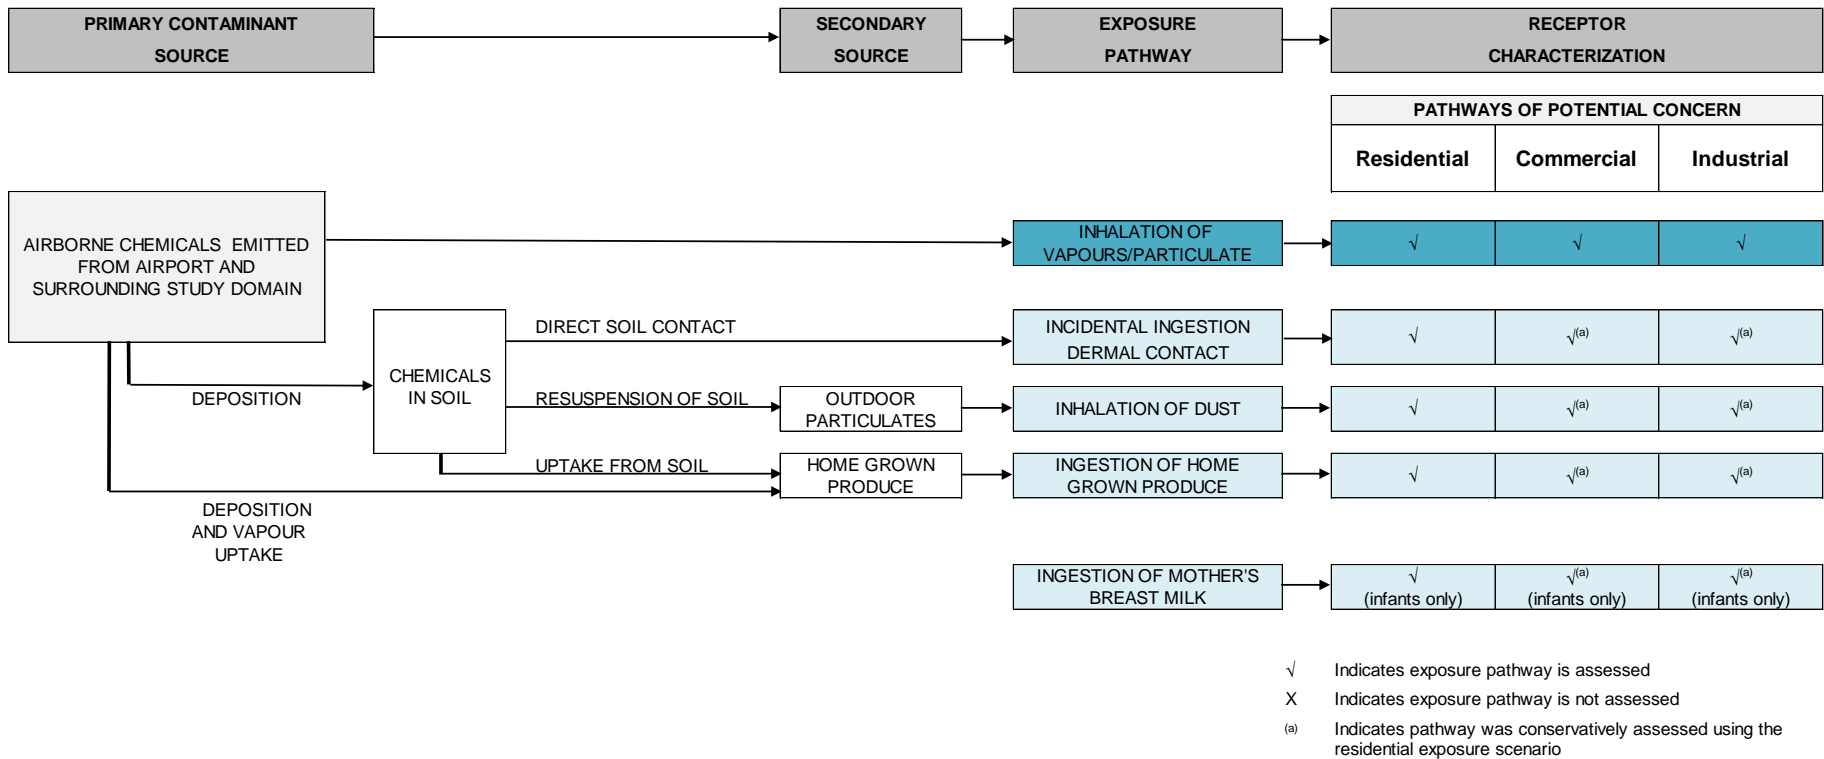 PRIMARY CONTAMINANT
SOURCE
SECONDARY
SOURCE
EXPOSURE
PATHWAY
RECEPTOR
CHARACTERIZATION
PATHWAYS OF POTENTIAL CONCERN
Residential
Commercial
Industrial
AIRBORNE CHEMICALS EMITTED
FROM AIRPORT AND
SURROUNDING STUDY DOMAIN
INHALATION OF
VAPOURS/PARTICULATE
√
√
√
DIRECT SOIL CONTACT
INCIDENTAL INGESTION
DERMAL CONTACT
√
√(a)
√(a)
DEPOSITION
CHEMICALS
IN SOIL
RESUSPENSION OF SOIL
OUTDOOR
PARTICULATES
INHALATION OF DUST
√
√(a)
√(a)
UPTAKE FROM SOIL
HOME GROWN
PRODUCE
INGESTION OF HOME
GROWN PRODUCE
√
√(a)
√(a)
DEPOSITION
AND VAPOUR
UPTAKE
INGESTION OF MOTHER'S
BREAST MILK
√
(infants only)
√(a)
(infants only)
√(a)
(infants only)
√ Indicates exposure pathway is assessed
X Indicates exposure pathway is not assessed
(a) Indicates pathway was conservatively assessed using the
residential exposure scenario